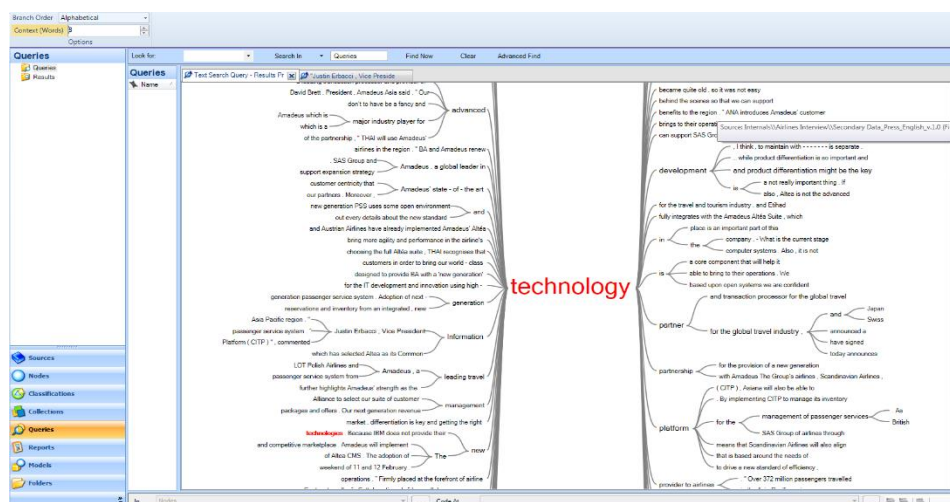 Branch Order Alphabetical
Context (Words) 8
Options
Queries
Queries
Results
Look for: Search In Queries Find Now Clear Advanced Find
Queries
Name
Text Search Query - Results Pr
"Justin Erbacci , Vice Preside
David Brett , President , Amadeus Asia said , " Our
don't to have be a fancy and
advanced
Amadeus which is
which is a
major industry player for
of the partnership , " THAI will use Amadeus'
airlines in the region . " BA and Amadeus renew
SAS Group and
support expansion strategy
Amadeus , a global leader in
customer centricity that
our partners . Moreover ,
Amadeus' state - of - the art
new generation PSS uses some open environment
out every details about the new standard
and
and Austrian Airlines have already implemented Amadeus' Altéa
bring more agility and performance in the airline's
choosing the full Altéa suite , THAI recognises that
customers in order to bring our world - class
designed to provide BA with a 'new generation'
for the IT development and innovation using high -
generation passenger service system . Adoption of next -
reservations and inventory from an integrated , new
generation
Asia Pacific region . "
passenger service system . "
Platform ( CITP ) " , commented
Justin Erbacci , Vice President
which has selected Altea as its Common
Information
LOT Polish Airlines and
passenger service system from
Amadeus , a
further highlights Amadeus' strength as the
leading travel
Alliance to select our suite of customer
packages and offers . Our next generation revenue
management
market , differentiation is key and getting the right
technologies . Because IBM does not provide their
and competitive marketplace . Amadeus will implement
of Altea CMS . The adoption of
weekend of 11 and 12 February .
The
new
operations . " Firmly placed at the forefront of airline
technology
became quite old , so it was not easy
behind the scenes so that we can support
benefits to the region . " ANA introduces Amadeus' customer
brings to their operati
can support SAS Gro
Source: Internals\\Airlines Interview\\Secondary Data_Press_English_v.1.0 (Fi
development
, I think , to maintain with - - - - - - - is separate .
, while product differentiation is so important and
and product differentiation might be the key
is
a not really important thing . If
also , Altea is not the advanced
for the travel and tourism industry , and Etihad
fully integrates with the Amadeus Altéa Suite , which
in
place is an important part of this
the
company . - What is the current stage
computer systems . Also , it is not
is
a core component that will help it
able to bring to their operations . We
based upon open systems we are confident
partner
and transaction processor for the global travel
for the global travel industry ,
and
Japan
Swiss
announced a
have signed
today announces
partnership
for the provision of a new generation
with Amadeus The Group's airlines , Scandinavian Airlines ,
platform
( CITP ) , Asiana will also be able to
. By implementing CITP to manage its inventory
for the
management of passenger services
As
British
SAS Group of airlines through
means that Scandinavian Airlines will also align
that is based around the needs of
to drive a new standard of efficiency ,
provider to airlines
" Over 372 million passengers travelled
Sources
Nodes
Classifications
Collections
Queries
Reports
Models
Folders
In Nodes Code At